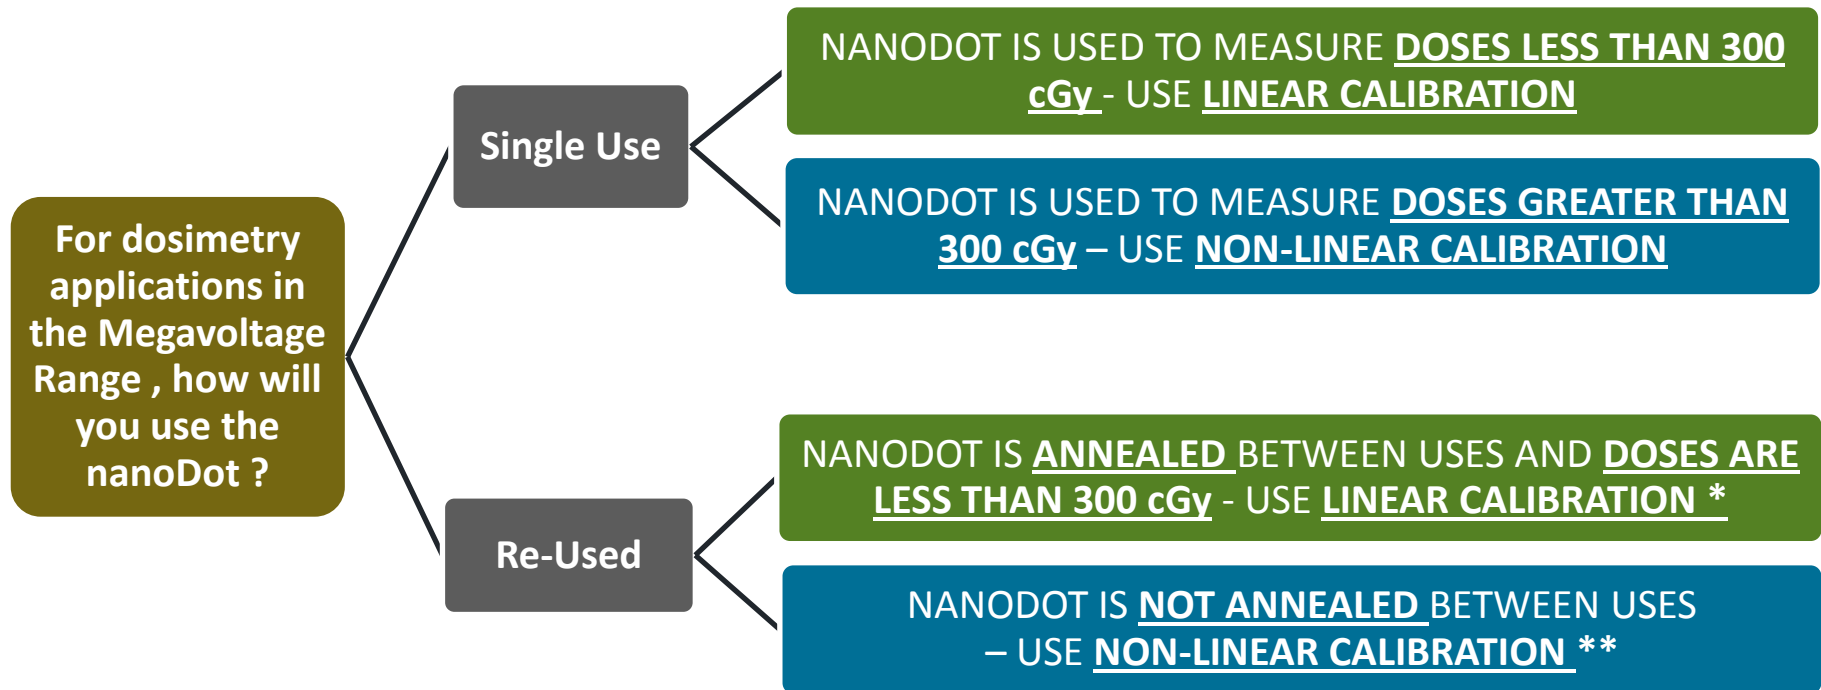 For dosimetry
applications in
the Megavoltage
Range , how will
you use the
nanoDot ?
Single Use
NANODOT IS USED TO MEASURE DOSES LESS THAN 300
cGy - USE LINEAR CALIBRATION
NANODOT IS USED TO MEASURE DOSES GREATER THAN
300 cGy – USE NON-LINEAR CALIBRATION
Re-Used
NANODOT IS ANNEALED BETWEEN USES AND DOSES ARE
LESS THAN 300 cGy - USE LINEAR CALIBRATION *
NANODOT IS NOT ANNEALED BETWEEN USES
– USE NON-LINEAR CALIBRATION **